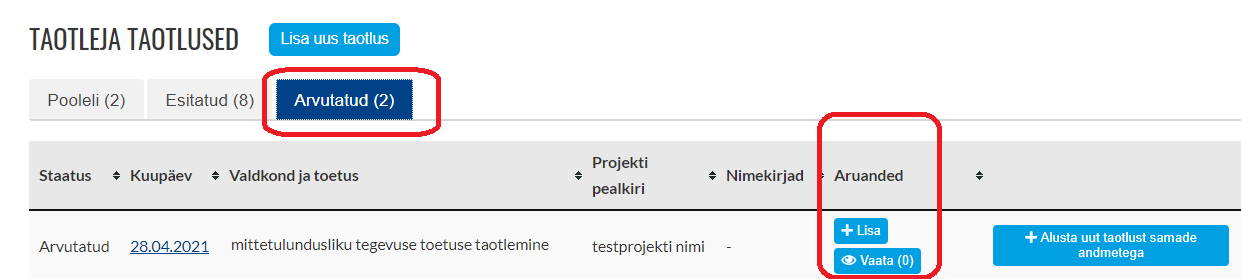 TAOTLEJA TAOTLUSED Lisa uus taotlus
Pooleli (2) Esitatud (8) Arvutatud (2)
Staatus Kuupäev Valdkond ja toetus Projekti pealkiri Nimekirjad Aruanded
Arvutatud 28.04.2021 mittetulundusliku tegevuse toetuse taotlemine testprojekti nimi - + Lisa
Vaata (0)
+ Alusta uut taotlust samade
andmetega